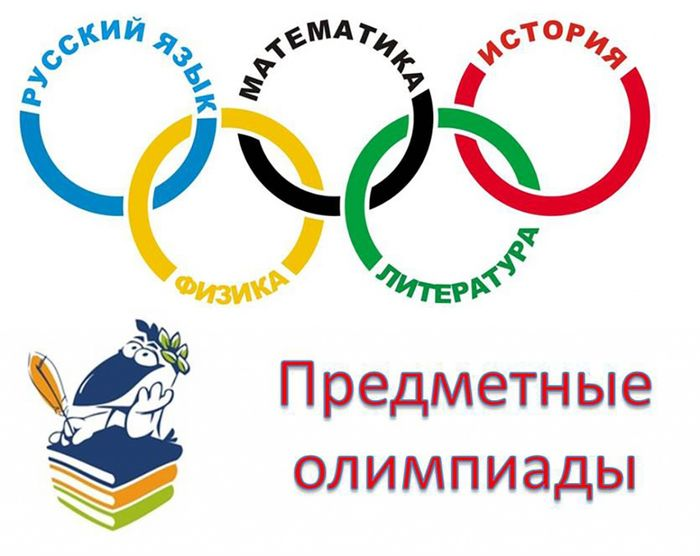 РУССКИЙ ЯЗЫК
МАТЕМАТИКА
ИСТОРИЯ
ФИЗИКА
ЛИТЕРАТУРА
Предметные
олимпиады